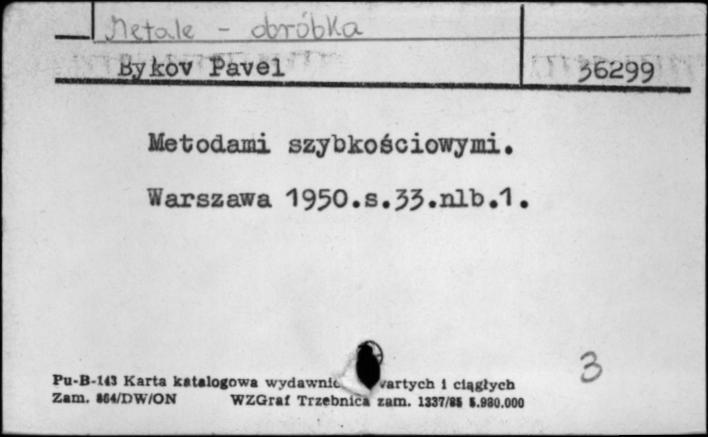 Metale - obróbka
Bykov Pavel 36299
Metodami szybkościowymi.
Warszawa 1950.s.33.nlb.1.
3
Pu-B-143 Karta katalogowa wydawnic wartych i ciągłych
Zam. 864/DW/ON WZGraf Trzebnica zam. 1337/85 5.980.000